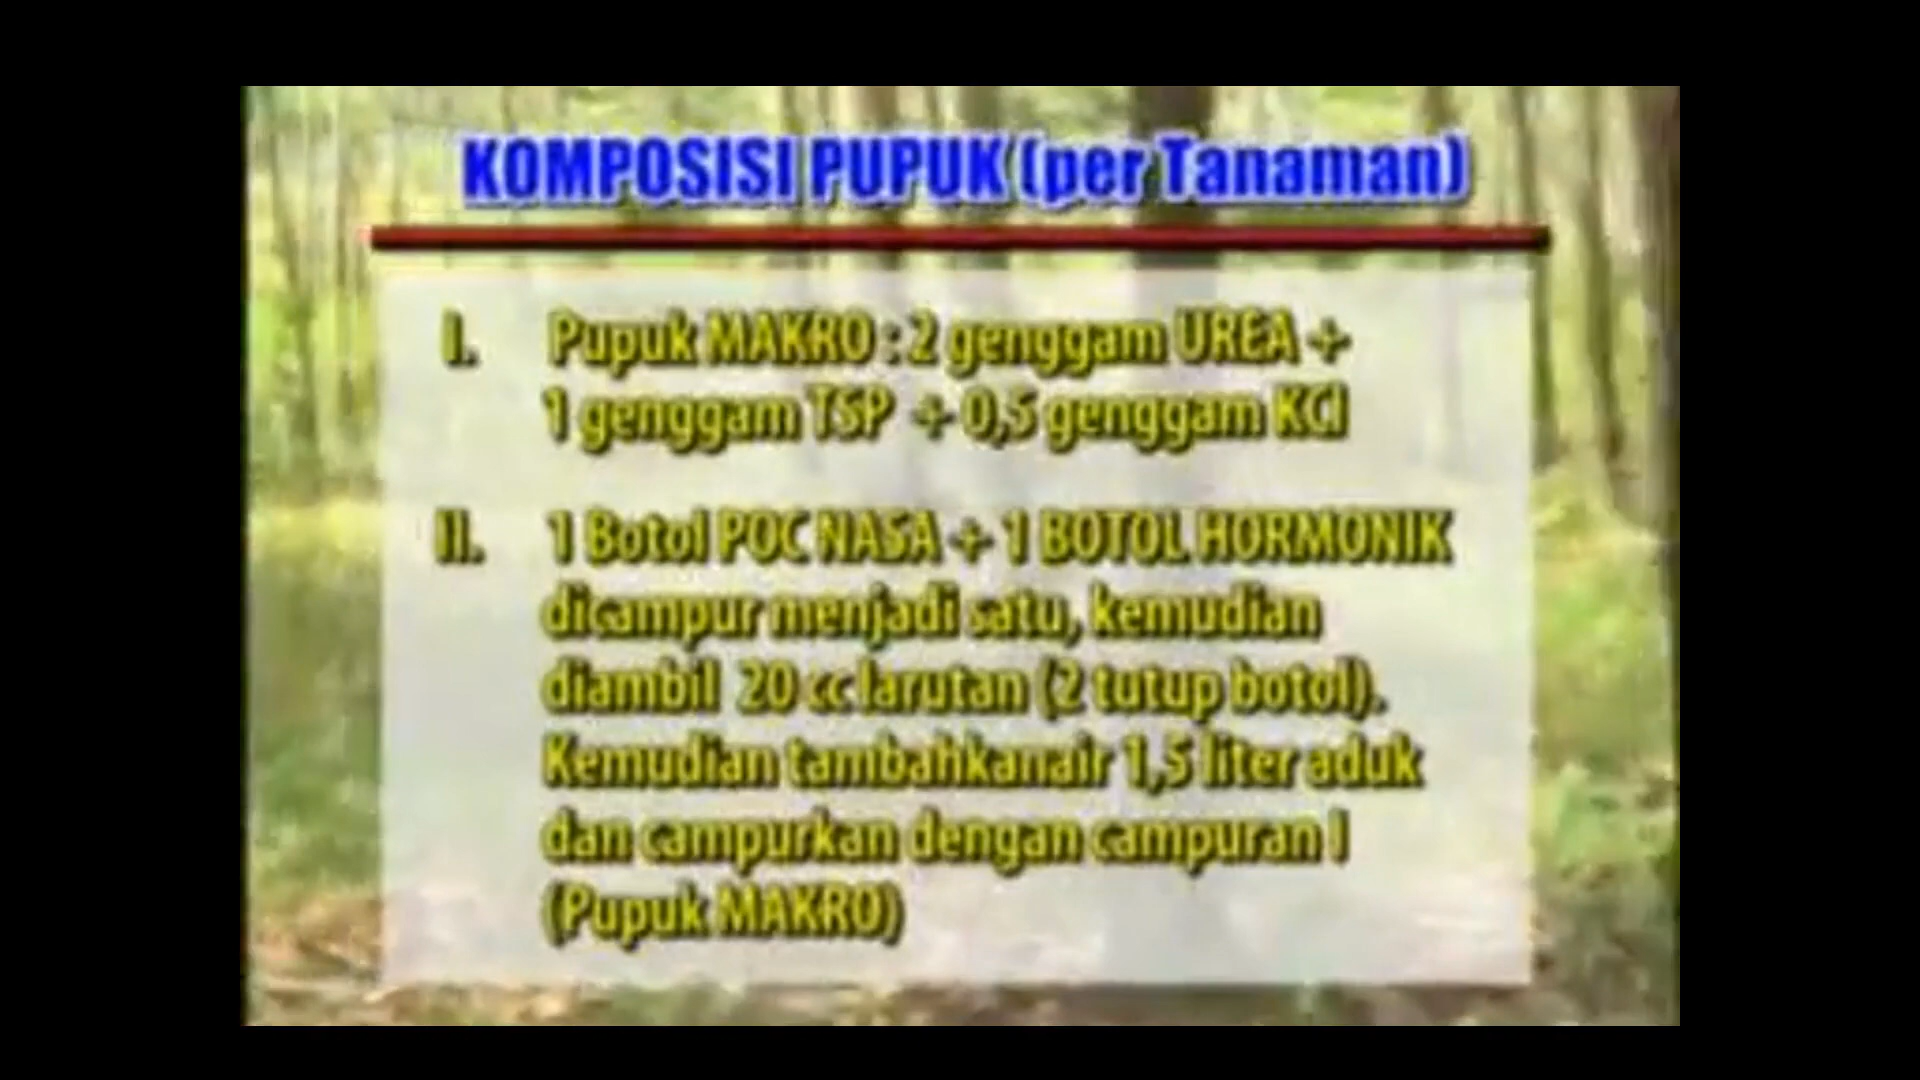 KOMPOSISI PUPUK (per Tanaman)
I. Pupuk MAKRO : 2 genggam UREA +
1 genggam TSP + 0,5 genggam KCl
II. 1 Botol POC NASA + 1 BOTOL HORMONIK
dicampur menjadi satu, kemudian
diambil 20 cc larutan (2 tutup botol).
Kemudian tambahkanair 1,5 liter aduk
dan campurkan dengan campuran I
(Pupuk MAKRO)